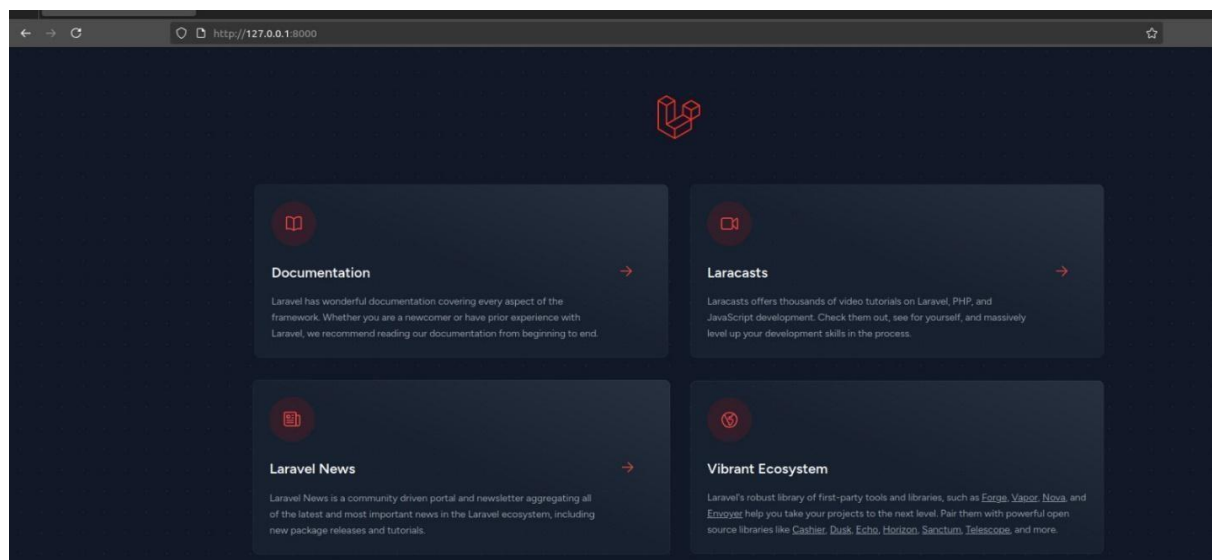 http://127.0.0.1:8000
Documentation
Laravel has wonderful documentation covering every aspect of the
framework. Whether you are a newcomer or have prior experience with
Laravel, we recommend reading our documentation from beginning to end.
Laracasts
Laracasts offers thousands of video tutorials on Laravel, PHP, and
JavaScript development. Check them out, see for yourself, and massively
level up your development skills in the process.
Laravel News
Laravel News is a community driven portal and newsletter aggregating all
of the latest and most important news in the Laravel ecosystem, including
new package releases and tutorials.
Vibrant Ecosystem
Laravel's robust library of first-party tools and libraries, such as Forge, Vapor, Nova, and
Envoyer help you take your projects to the next level. Pair them with powerful open
source libraries like Cashier, Dusk, Echo, Horizon, Sanctum, Telescope, and more.